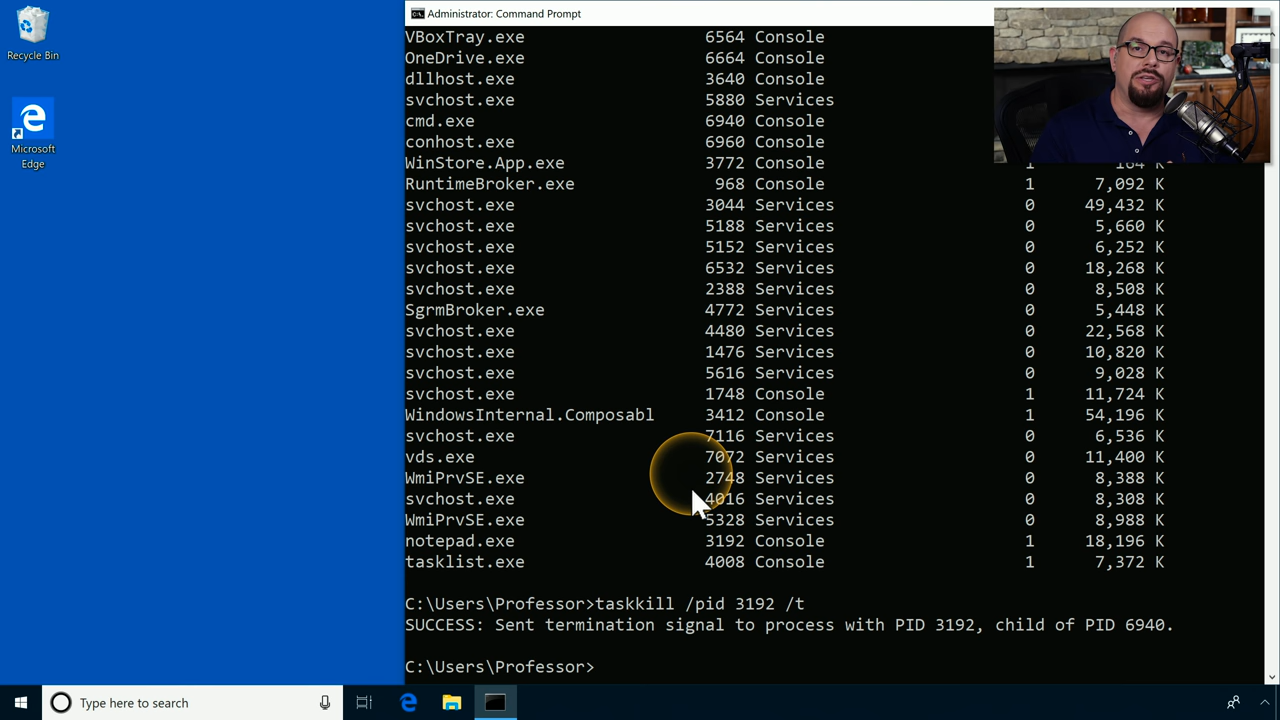 Recycle Bin
Microsoft
Edge
Administrator: Command Prompt
VBoxTray.exe 6564 Console
OneDrive.exe 6664 Console
dllhost.exe 3640 Console
svchost.exe 5880 Services
cmd.exe 6940 Console
conhost.exe 6960 Console
WinStore.App.exe 3772 Console 1 164 K
RuntimeBroker.exe 968 Console 1 7,092 K
svchost.exe 3044 Services 0 49,432 K
svchost.exe 5188 Services 0 5,660 K
svchost.exe 5152 Services 0 6,252 K
svchost.exe 6532 Services 0 18,268 K
svchost.exe 2388 Services 0 8,508 K
SgrmBroker.exe 4772 Services 0 5,448 K
svchost.exe 4480 Services 0 22,568 K
svchost.exe 1476 Services 0 10,820 K
svchost.exe 5616 Services 0 9,028 K
svchost.exe 1748 Console 1 11,724 K
WindowsInternal.Composabl 3412 Console 1 54,196 K
svchost.exe 7116 Services 0 6,536 K
vds.exe 7072 Services 0 11,400 K
WmiPrvSE.exe 2748 Services 0 8,388 K
svchost.exe 4016 Services 0 8,308 K
WmiPrvSE.exe 5328 Services 0 8,988 K
notepad.exe 3192 Console 1 18,196 K
tasklist.exe 4008 Console 1 7,372 K
C:\Users\Professor>taskkill /pid 3192 /t
SUCCESS: Sent termination signal to process with PID 3192, child of PID 6940.
C:\Users\Professor>
Type here to search